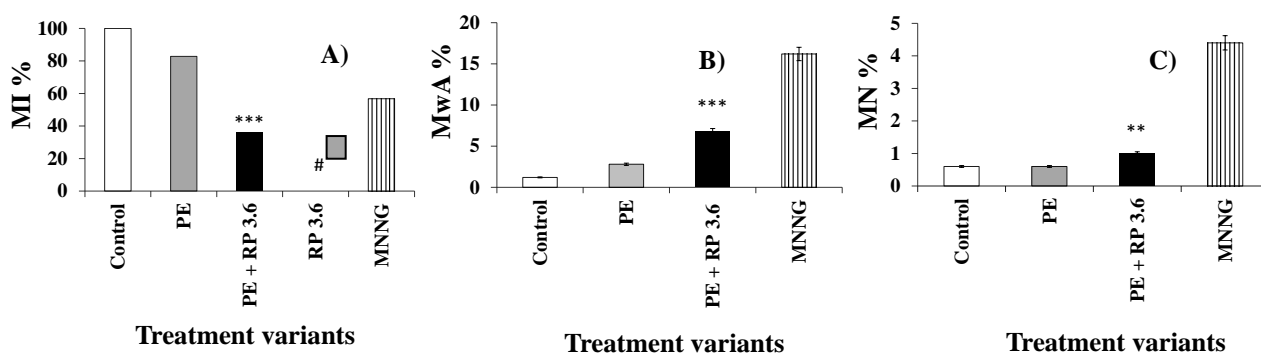 100
80
60
40
20
0
MI %
A)
***
#
Control
PE
PE + RP 3.6
RP 3.6
MNNG
Treatment variants
20
15
10
5
0
MwA %
B)
***
Control
PE
PE + RP 3.6
MNNG
Treatment variants
5
4
3
2
1
0
MN %
C)
**
Control
PE
PE + RP 3.6
MNNG
Treatment variants